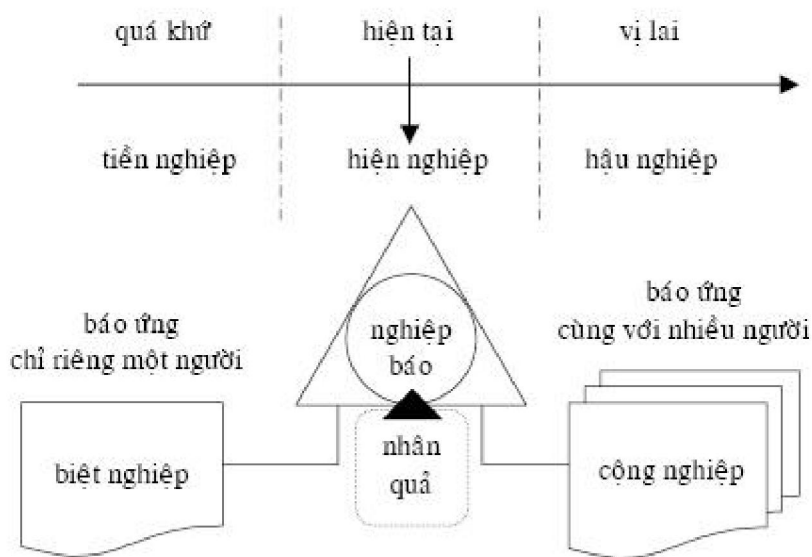 quá khứ
hiện tại
vị lai
tiền nghiệp
hiện nghiệp
hậu nghiệp
báo ứng
chỉ riêng một người
nghiệp
báo
báo ứng
cùng với nhiều người
biệt nghiệp
nhân
quả
cộng nghiệp